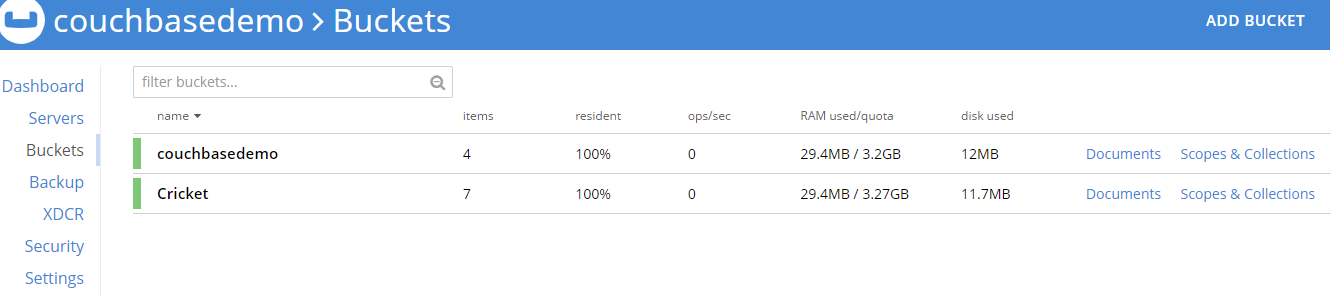 couchbasedemo > Buckets ADD BUCKET
filter buckets...
Dashboard
Servers
Buckets
Backup
XDCR
Security
Settings
name items resident ops/sec RAM used/quota disk used
couchbasedemo 4 100% 0 29.4MB / 3.2GB 12MB Documents Scopes & Collections
Cricket 7 100% 0 29.4MB / 3.27GB 11.7MB Documents Scopes & Collections